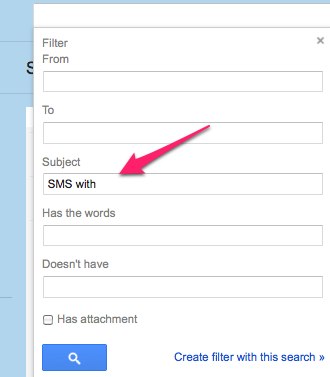 Filter
From
To
S
Subject
SMS with
Has the words
Doesn't have
Has attachment
Create filter with this search »